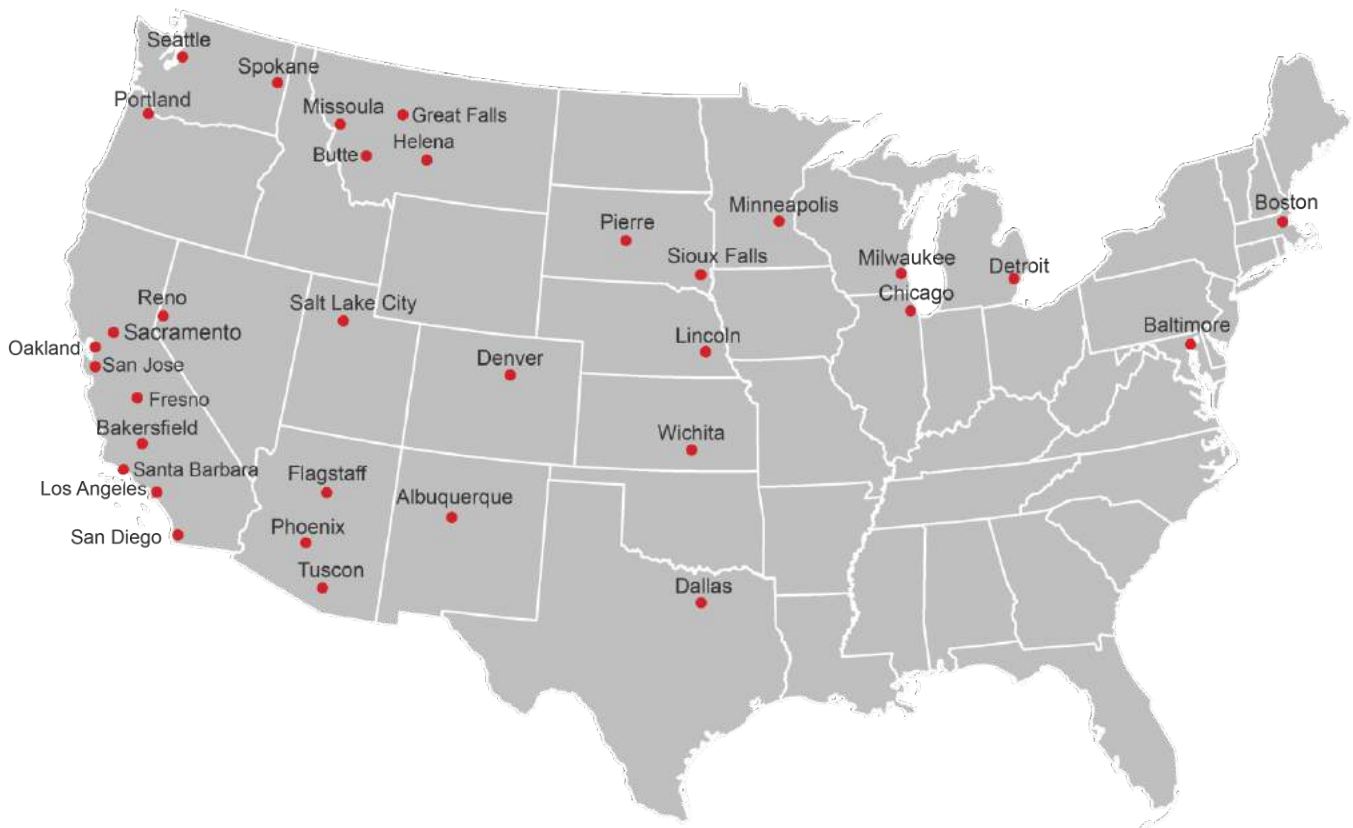 Seattle
Spokane
Portland
Missoula
Great Falls
Helena
Butte
Minneapolis
Boston
Pierre
Sioux Falls
Milwaukee
Detroit
Reno
Salt Lake City
Chicago
Sacramento
Baltimore
Oakland
Lincoln
San Jose
Denver
Fresno
Bakersfield
Wichita
Santa Barbara
Flagstaff
Los Angeles
Albuquerque
Phoenix
San Diego
Tuscon
Dallas